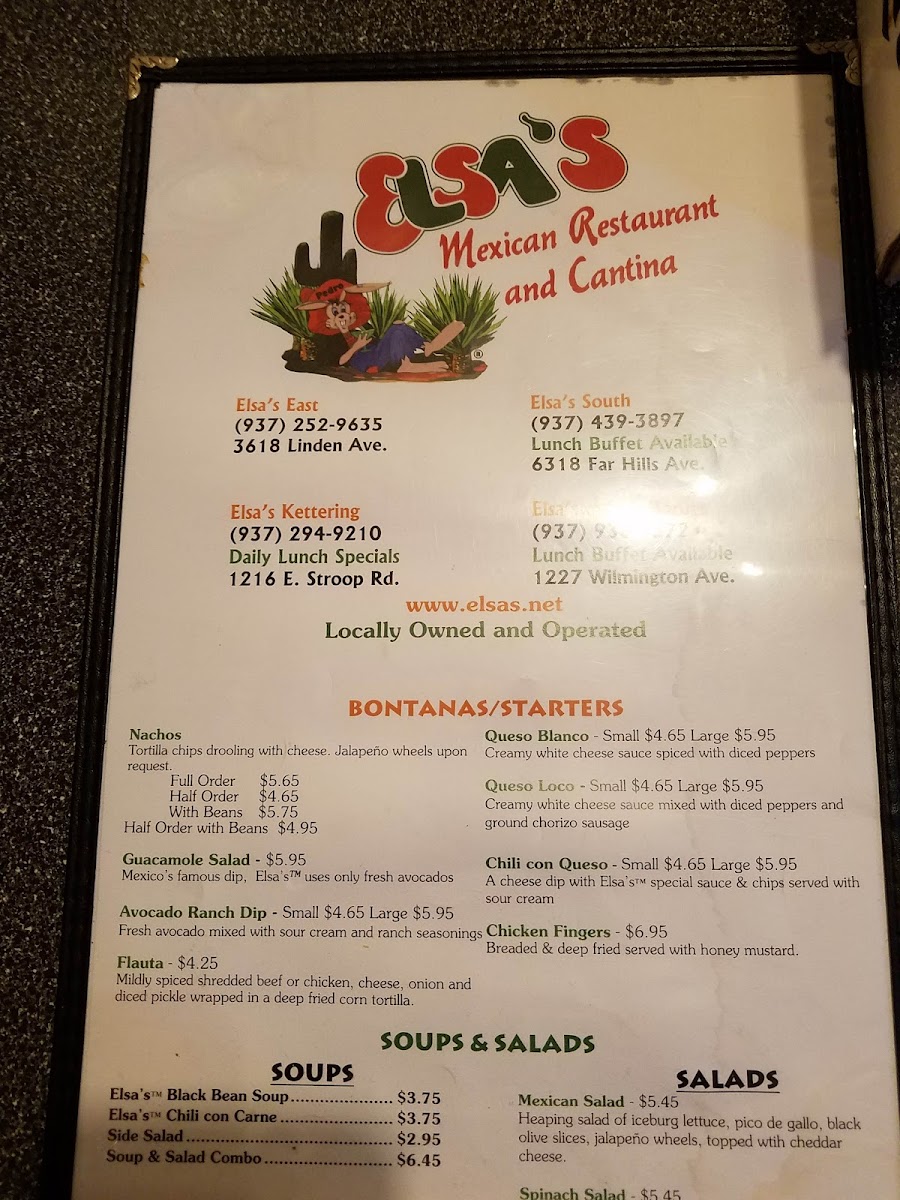 ELSA'S
Mexican Restaurant
and Cantina
Pedro
®
Elsa's East
(937) 252-9635
3618 Linden Ave.
Elsa's South
(937) 439-3897
Lunch Buffet Available
6318 Far Hills Ave.
Elsa's Kettering
(937) 294-9210
Daily Lunch Specials
1216 E. Stroop Rd.
Elsa's
(937)
Lunch Buffet Available
1227 Wilmington Ave.
www.elsas.net
Locally Owned and Operated
BONTANAS/STARTERS
Nachos
Tortilla chips drooling with cheese. Jalapeño wheels upon
request.
Full Order $5.65
Half Order $4.65
With Beans $5.75
Half Order with Beans $4.95
Guacamole Salad - $5.95
Mexico's famous dip, Elsa's™ uses only fresh avocados
Avocado Ranch Dip - Small $4.65 Large $5.95
Fresh avocado mixed with sour cream and ranch seasonings
Flauta - $4.25
Mildly spiced shredded beef or chicken, cheese, onion and
diced pickle wrapped in a deep fried corn tortilla.
Queso Blanco - Small $4.65 Large $5.95
Creamy white cheese sauce spiced with diced peppers
Queso Loco - Small $4.65 Large $5.95
Creamy white cheese sauce mixed with diced peppers and
ground chorizo sausage
Chili con Queso - Small $4.65 Large $5.95
A cheese dip with Elsa's™ special sauce & chips served with
sour cream
Chicken Fingers - $6.95
Breaded & deep fried served with honey mustard.
SOUPS & SALADS
SOUPS
Elsa's™ Black Bean Soup.................... $3.75
Elsa's™ Chili con Carne...................... $3.75
Side Salad........................................ $2.95
Soup & Salad Combo......................... $6.45
SALADS
Mexican Salad - $5.45
Heaping salad of iceburg lettuce, pico de gallo, black
olive slices, jalapeño wheels, topped wtih cheddar
cheese.
Spinach Salad - $5.45